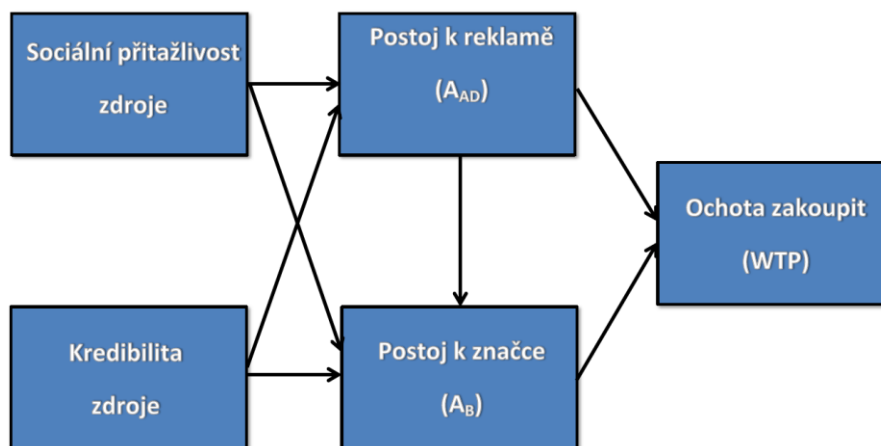 Sociální přitažlivost
zdroje
Postoj k reklamě
(AAD)
Ochota zakoupit
(WTP)
Kredibilita
zdroje
Postoj k značce
(AB)